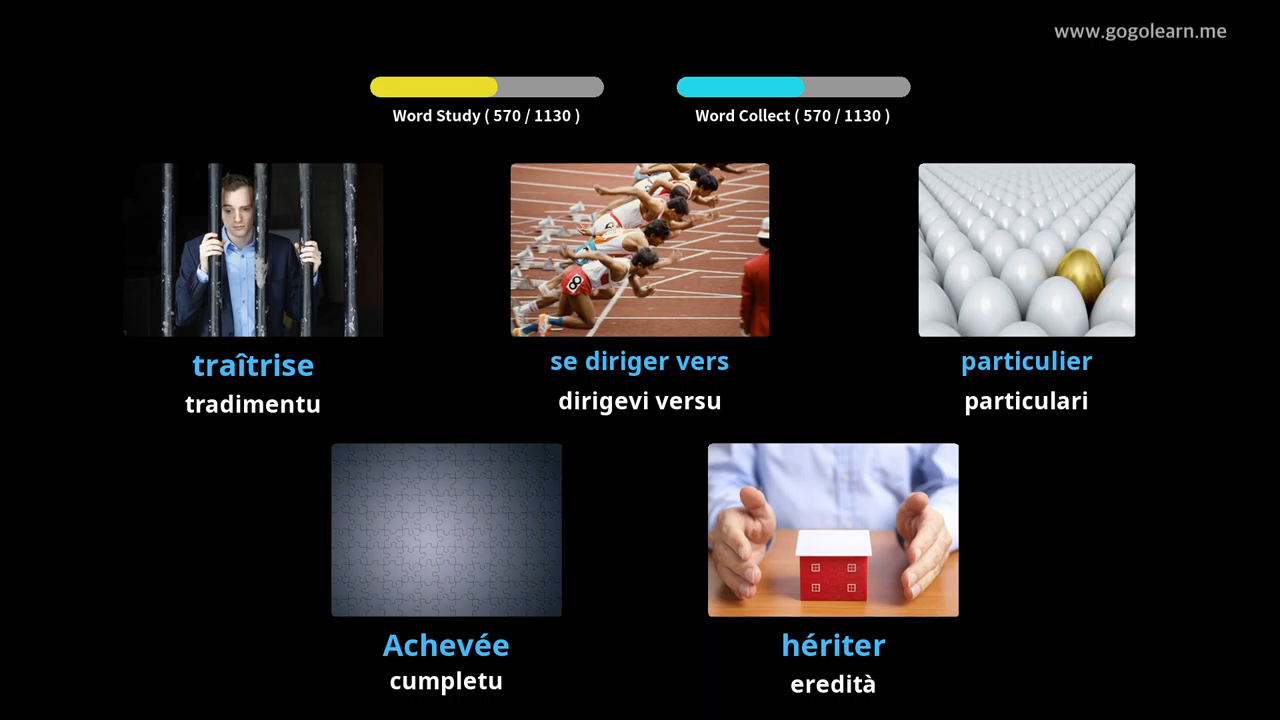 www.gogolearn.me
Word Study ( 570 / 1130 )
Word Collect ( 570 / 1130 )
traîtrise
tradimentu
se diriger vers
dirigevi versu
particulier
particulari
Achevée
cumpletu
hériter
eredità